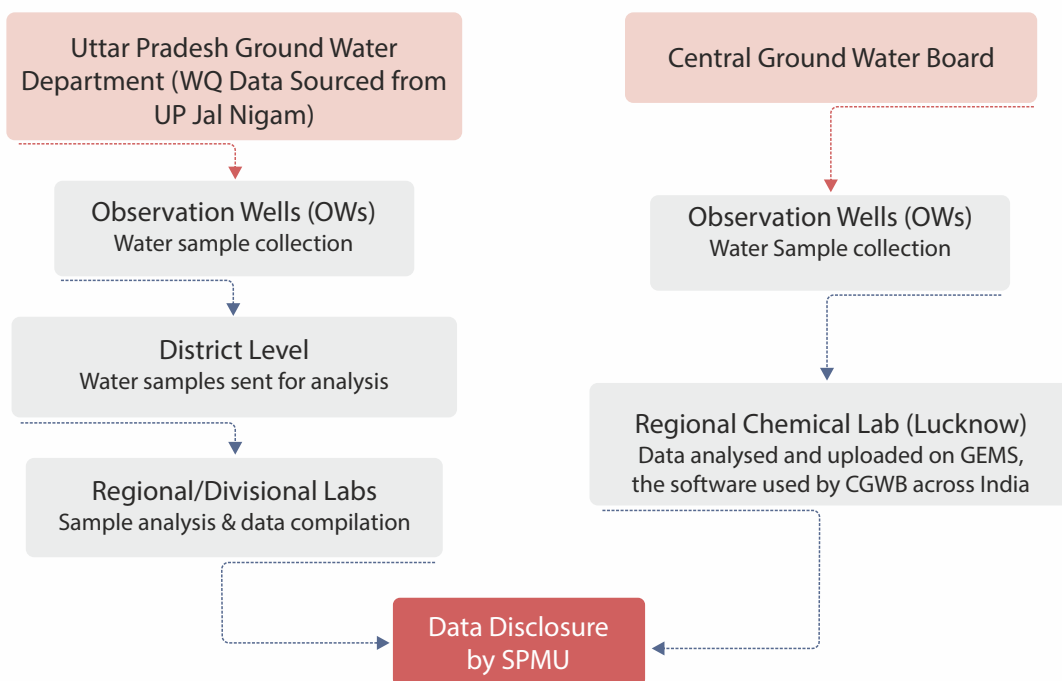 Uttar Pradesh Ground Water
Department (WQ Data Sourced from
UP Jal Nigam)
Observation Wells (OWs)
Water sample collection
District Level
Water samples sent for analysis
Regional/Divisional Labs
Sample analysis & data compilation
Central Ground Water Board
Observation Wells (OWs)
Water Sample collection
Regional Chemical Lab (Lucknow)
Data analysed and uploaded on GEMS,
the software used by CGWB across India
Data Disclosure
by SPMU